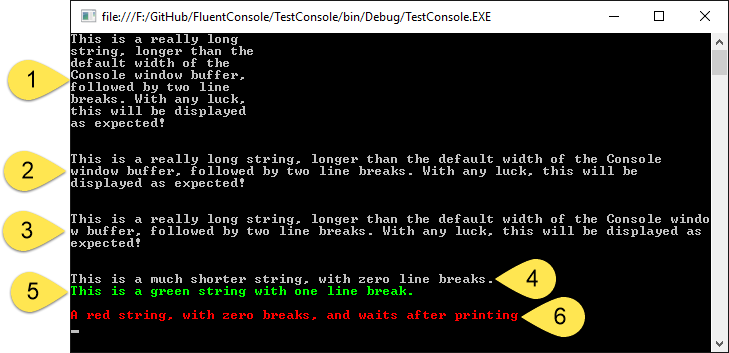 file:///F:/GitHub/FluentConsole/TestConsole/bin/Debug/TestConsole.EXE
This is a really long
string, longer than the
default width of the
1
Console window buffer,
followed by two line
breaks. With any luck,
this will be displayed
as expected!
This is a really long string, longer than the default width of the Console
2
window buffer, followed by two line breaks. With any luck, this will be
displayed as expected!
This is a really long string, longer than the default width of the Console windo
3
w buffer, followed by two line breaks. With any luck, this will be displayed as
expected!
This is a much shorter string, with zero line breaks.
4
5
This is a green string with one line break.
A red string, with zero breaks, and waits after printing
6